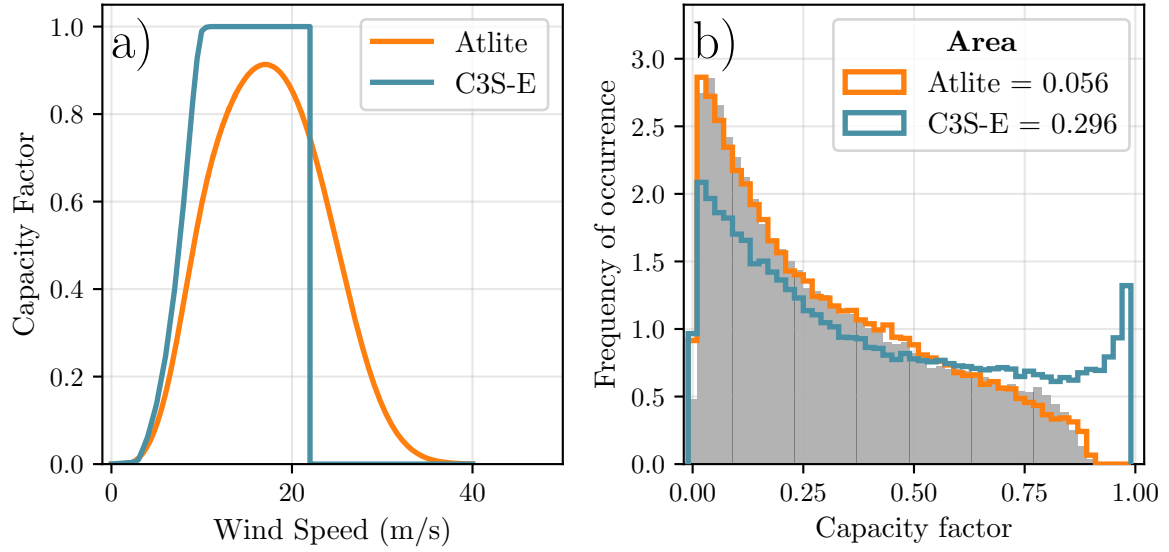 a)
Atlite
C3S-E
Capacity Factor
1.0
0.8
0.6
0.4
0.2
0.0
0
20
40
Wind Speed (m/s)
b)
Area
Atlite = 0.056
C3S-E = 0.296
Frequency of occurrence
3.0
2.5
2.0
1.5
1.0
0.5
0.0
0.00
0.25
0.50
0.75
1.00
Capacity factor